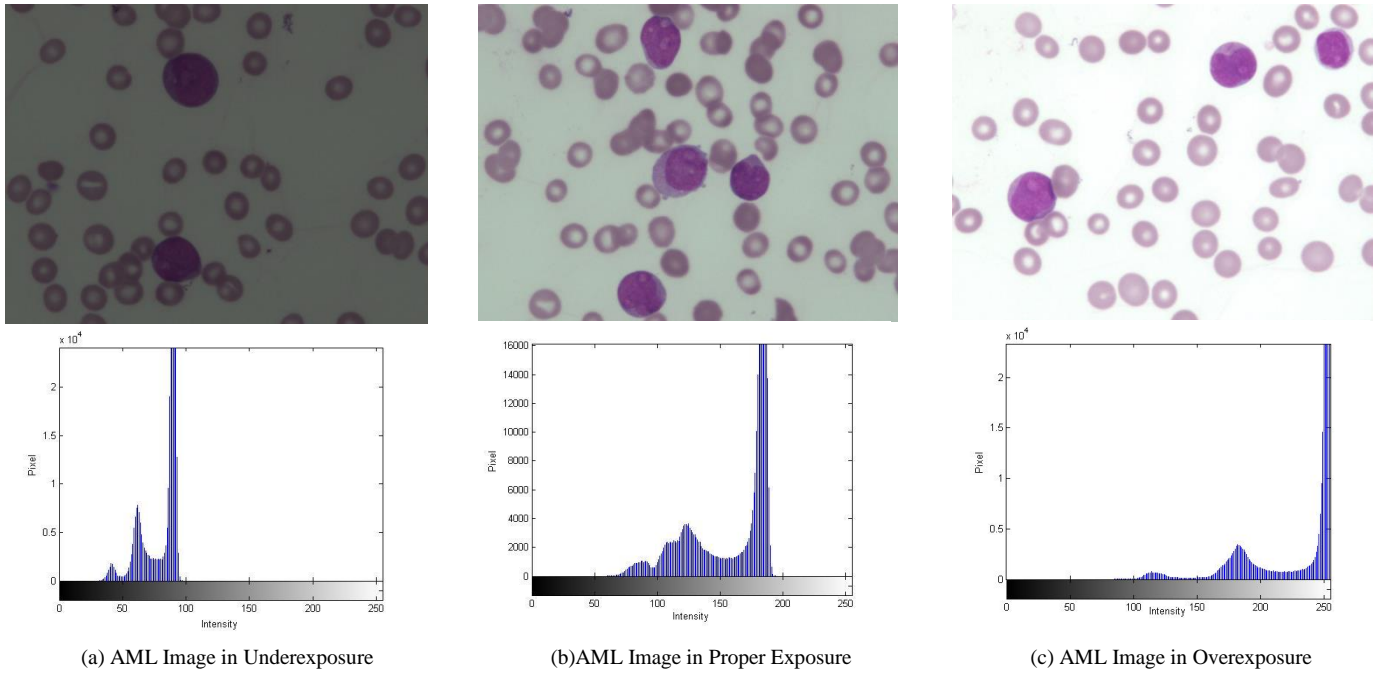 x 10^4
2
1.5
1
0.5
0
Pixel
0 50 100 150 200 250
Intensity
16000
14000
12000
10000
8000
6000
4000
2000
0
Pixel
0 50 100 150 200 250
Intensity
x 10^4
2
1.5
1
0.5
0
Pixel
0 50 100 150 200 250
Intensity
(a) AML Image in Underexposure
(b)AML Image in Proper Exposure
(c) AML Image in Overexposure